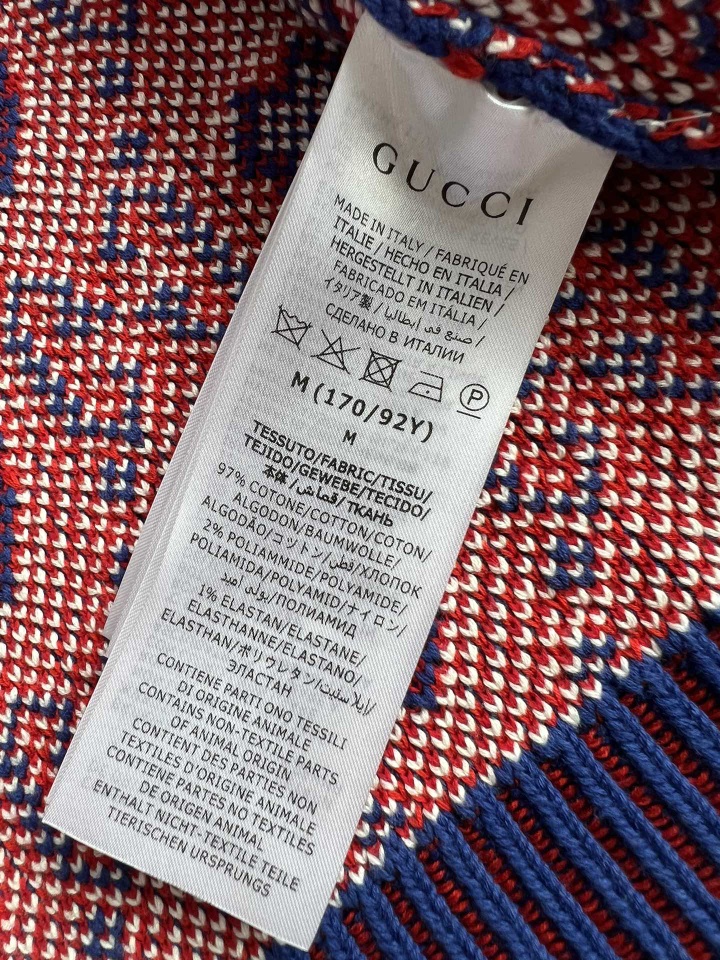 GUCCI
MADE IN ITALY / FABRIQUÉ EN
ITALIE / HECHO EN ITALIA /
HERGESTELLT IN ITALIEN /
FABRICADO EM ITÁLIA /
イタリア製 / صنع في إيطاليا /
СДЕЛАНО В ИТАЛИИ
P
M (170/92Y)
M
TESSUTO/FABRIC/TISSU/
TEJIDO/GEWEBE/TECIDO/
本体/قماش/ТКАНЬ
97% COTONE/COTTON/COTON/
ALGODON/BAUMWOLLE/
ALGODÃO/コットン/قطن/ХЛОПОК
2% POLIAMMIDE/POLYAMIDE/
POLIAMIDA/POLYAMID/ナイロン/
بولي أميد/ПОЛИАМИД
1% ELASTAN/ELASTANE/
ELASTHANNE/ELASTANO/
ELASTHAN/ポリウレタン/إيلاستين/
ЭЛАСТАН
CONTIENE PARTI ONO TESSILI
DI ORIGINE ANIMALE
CONTAINS NON-TEXTILE PARTS
OF ANIMAL ORIGIN
CONTIENT DES PARTIES NON
TEXTILES D'ORIGINE ANIMALE
CONTIENE PARTES NO TEXTILES
DE ORIGEN ANIMAL
ENTHALT NICHT-TEXTILE TEILE
TIERISCHEN URSPRUNGS